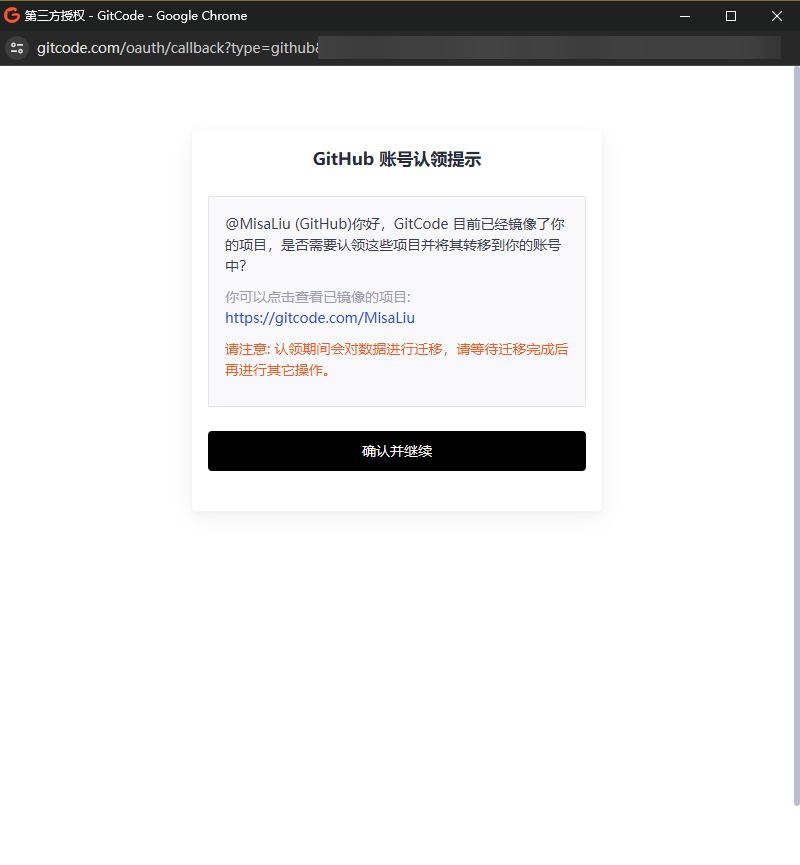 第三方授权 - GitCode - Google Chrome
gitcode.com/oauth/callback?type=github&
GitHub 账号认领提示
@MisaLiu (GitHub)你好，GitCode 目前已经镜像了你
的项目，是否需要认领这些项目并将其转移到你的账号
中？
你可以点击查看已镜像的项目:
https://gitcode.com/MisaLiu
请注意: 认领期间会对数据进行迁移，请等待迁移完成后
再进行其它操作。
确认并继续